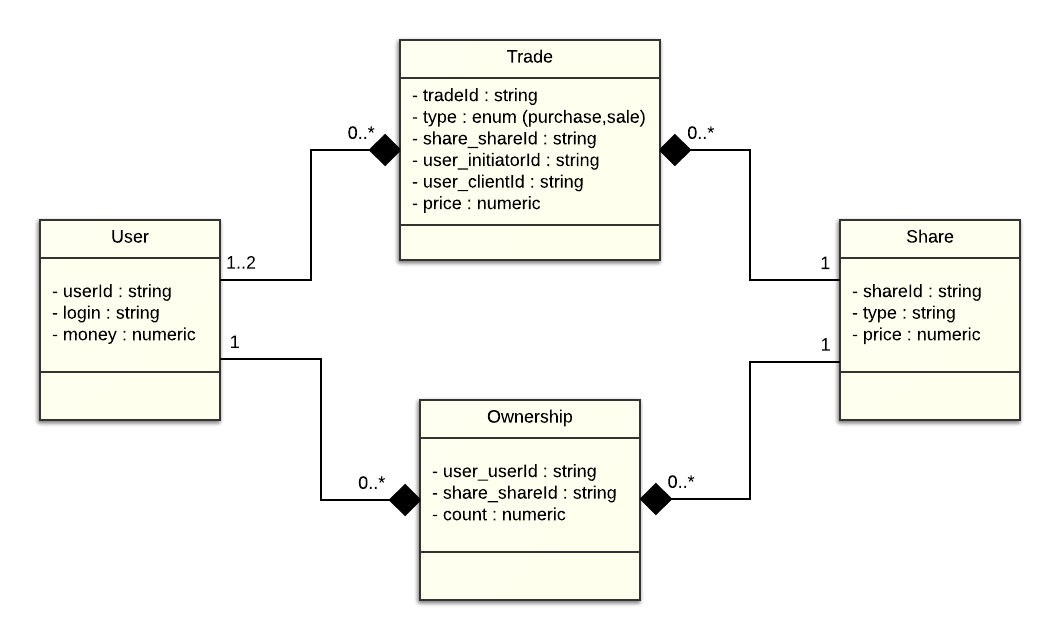 Trade
- tradeId : string
- type : enum (purchase,sale)
- share_shareId : string
- user_initiatorId : string
- user_clientId : string
- price : numeric
0..*
0..*
User
- userId : string
- login : string
- money : numeric
1..2
1
Share
- shareId : string
- type : string
- price : numeric
1
1
Ownership
- user_userId : string
- share_shareId : string
- count : numeric
0..*
0..*